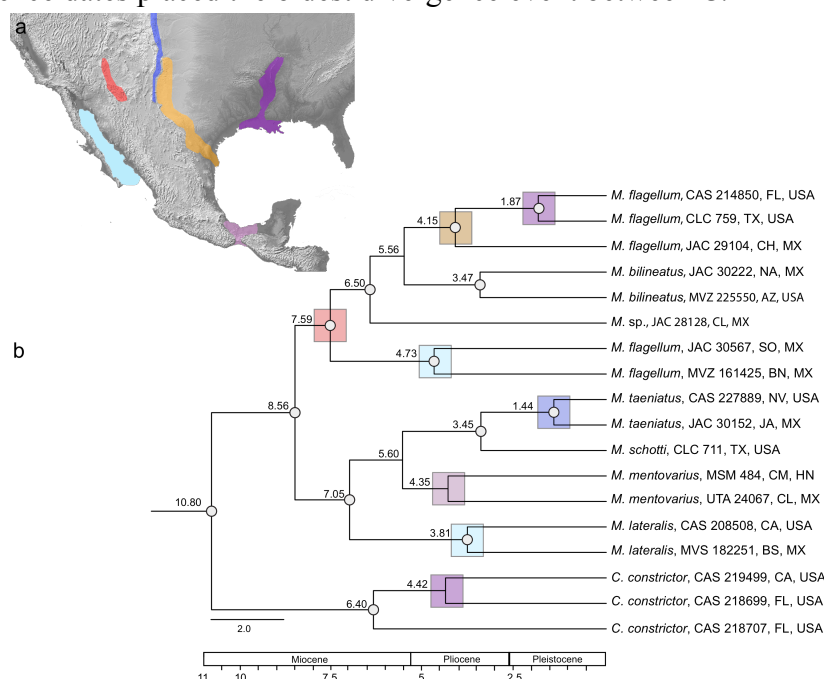 a
1.87
M. flagellum, CAS 214850, FL, USA
4.15
M. flagellum, CLC 759, TX, USA
M. flagellum, JAC 29104, CH, MX
5.56
M. bilineatus, JAC 30222, NA, MX
3.47
6.50
M. bilineatus, MVZ 225550, AZ, USA
7.59
M. sp., JAC 28128, CL, MX
b
M. flagellum, JAC 30567, SO, MX
4.73
M. flagellum, MVZ 161425, BN, MX
M. taeniatus, CAS 227889, NV, USA
8.56
1.44
M. taeniatus, JAC 30152, JA, MX
3.45
M. schotti, CLC 711, TX, USA
5.60
M. mentovarius, MSM 484, CM, HN
4.35
7.05
M. mentovarius, UTA 24067, CL, MX
10.80
M. lateralis, CAS 208508, CA, USA
3.81
M. lateralis, MVS 182251, BS, MX
C. constrictor, CAS 219499, CA, USA
4.42
C. constrictor, CAS 218699, FL, USA
6.40
C. constrictor, CAS 218707, FL, USA
2.0
Miocene Pliocene Pleistocene
11 10 7.5 5 2.5